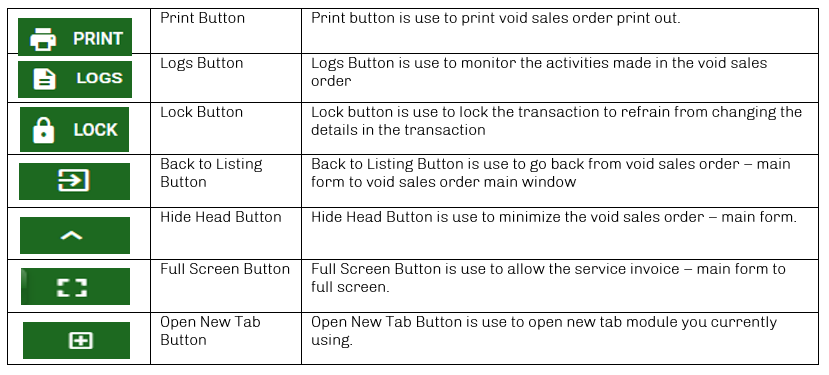 PRINT
Print Button
Print button is use to print void sales order print out.
LOGS
Logs Button
Logs Button is use to monitor the activities made in the void sales
order
LOCK
Lock Button
Lock button is use to lock the transaction to refrain from changing the
details in the transaction
Back to Listing
Button
Back to Listing Button is use to go back from void sales order – main
form to void sales order main window
Hide Head Button
Hide Head Button is use to minimize the void sales order – main form.
Full Screen Button
Full Screen Button is use to allow the service invoice – main form to
full screen.
Open New Tab
Button
Open New Tab Button is use to open new tab module you currently
using.